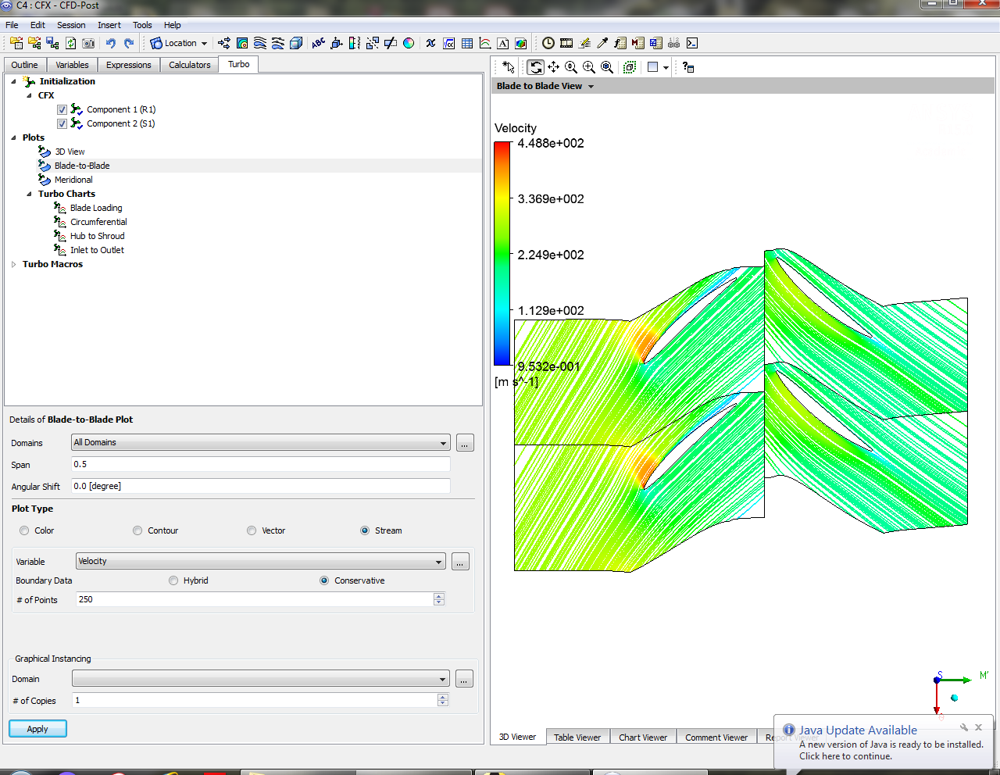 C4 : CFX - CFD-Post
File Edit Session Insert Tools Help
Location
Outline Variables Expressions Calculators Turbo
Initialization
CFX
Component 1 (R1)
Component 2 (S1)
Plots
3D View
Blade-to-Blade
Meridional
Turbo Charts
Blade Loading
Circumferential
Hub to Shroud
Inlet to Outlet
Turbo Macros
Details of Blade-to-Blade Plot
Domains All Domains ...
Span 0.5
Angular Shift 0.0 [degree]
Plot Type
Color Contour Vector Stream
Variable Velocity ...
Boundary Data Hybrid Conservative
# of Points 250
Graphical Instancing
Domain ...
# of Copies 1
Apply
Blade to Blade View
Velocity
4.488e+002
3.369e+002
2.249e+002
1.129e+002
9.532e-001
[m s^-1]
S M'
3D Viewer Table Viewer Chart Viewer Comment Viewer Report Viewer
Java Update Available
A new version of Java is ready to be installed.
Click here to continue.